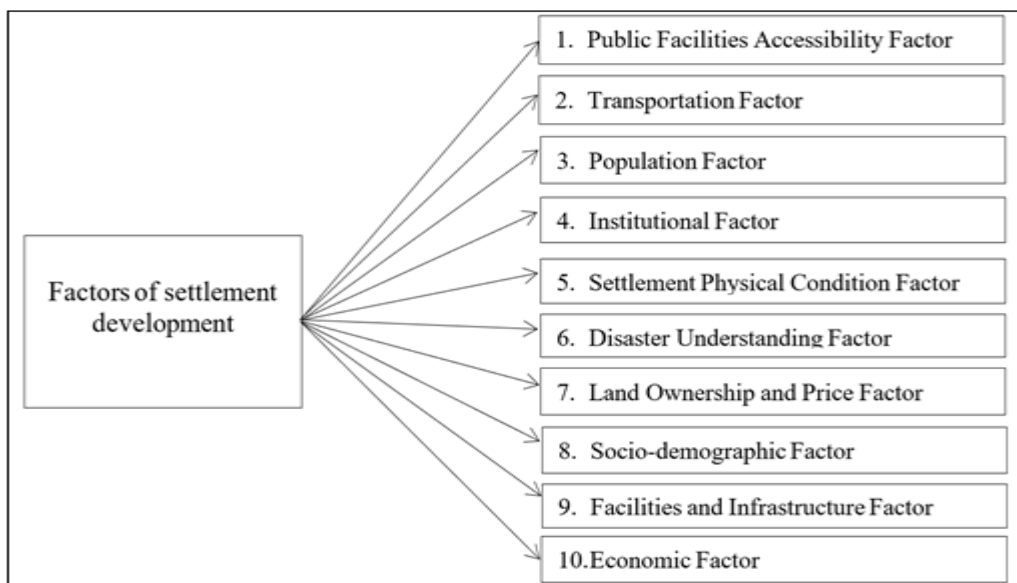 Factors of settlement
development
1. Public Facilities Accessibility Factor
2. Transportation Factor
3. Population Factor
4. Institutional Factor
5. Settlement Physical Condition Factor
6. Disaster Understanding Factor
7. Land Ownership and Price Factor
8. Socio-demographic Factor
9. Facilities and Infrastructure Factor
10.Economic Factor